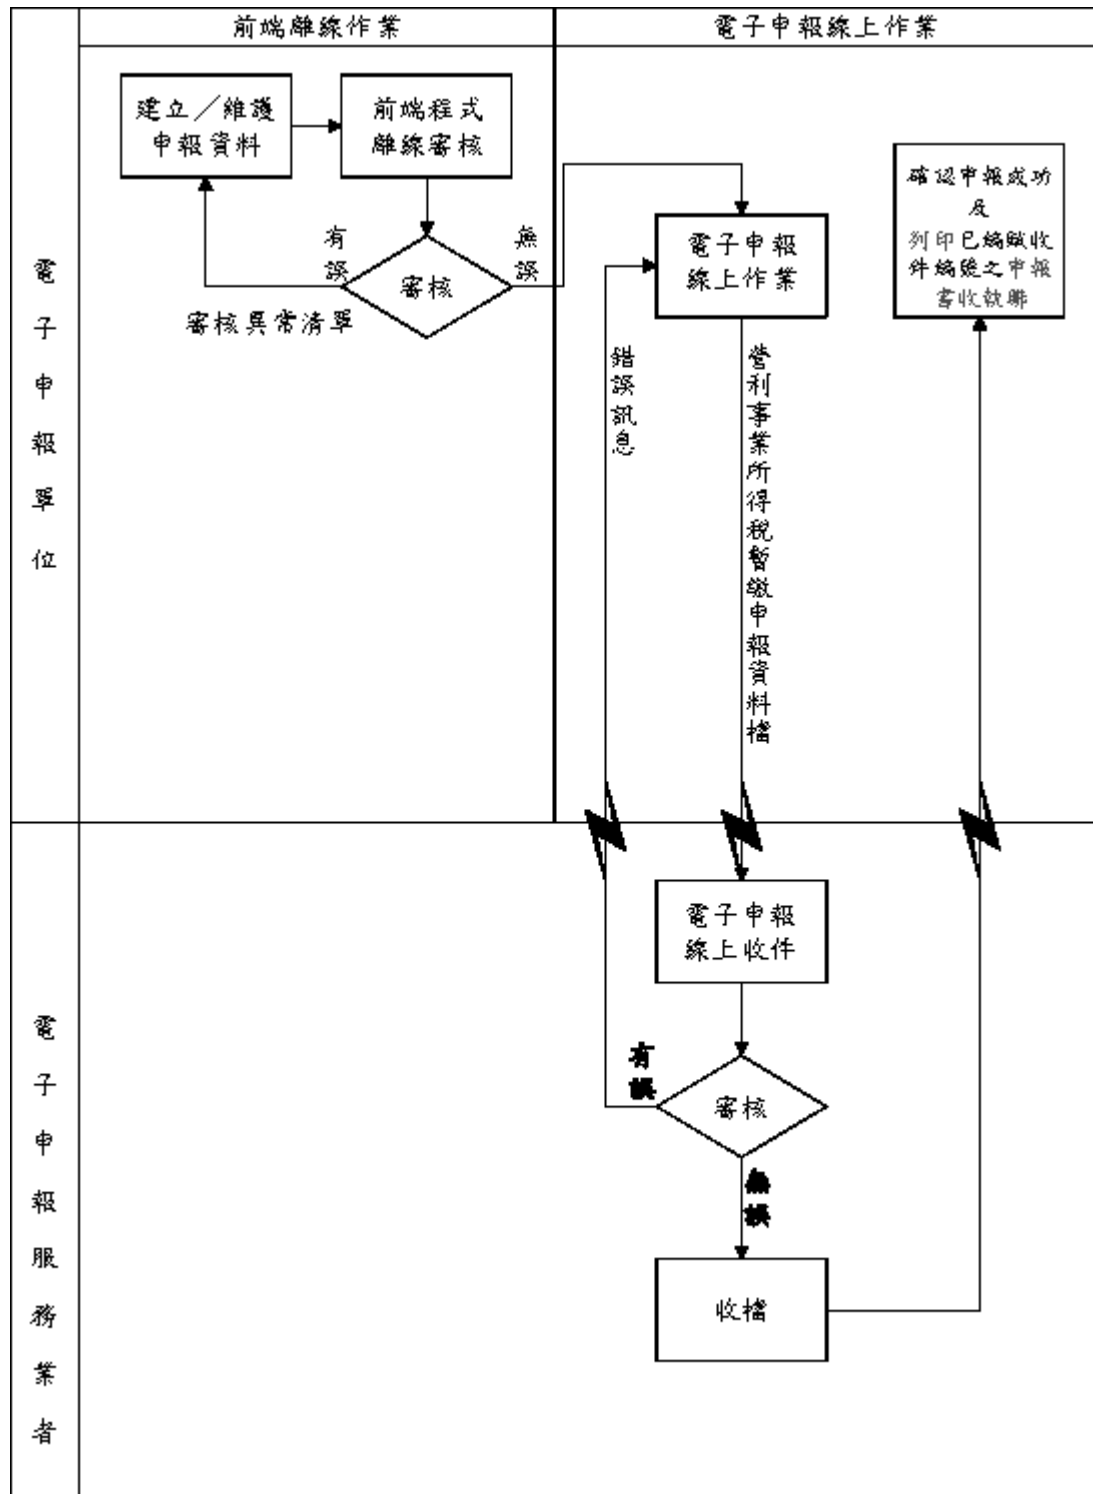 前端離線作業
電子申報線上作業
電子申報單位
建立／維護
申報資料
前端程式
離線審核
審核
有誤
無誤
審核異常清單
電子申報
線上作業
確認申報成功
及
列印已編賦收
件編號之申報
書收執聯
錯誤訊息
營利事業所得稅暫繳申報資料檔
電子申報服務業者
電子申報
線上收件
有誤
審核
無誤
收檔